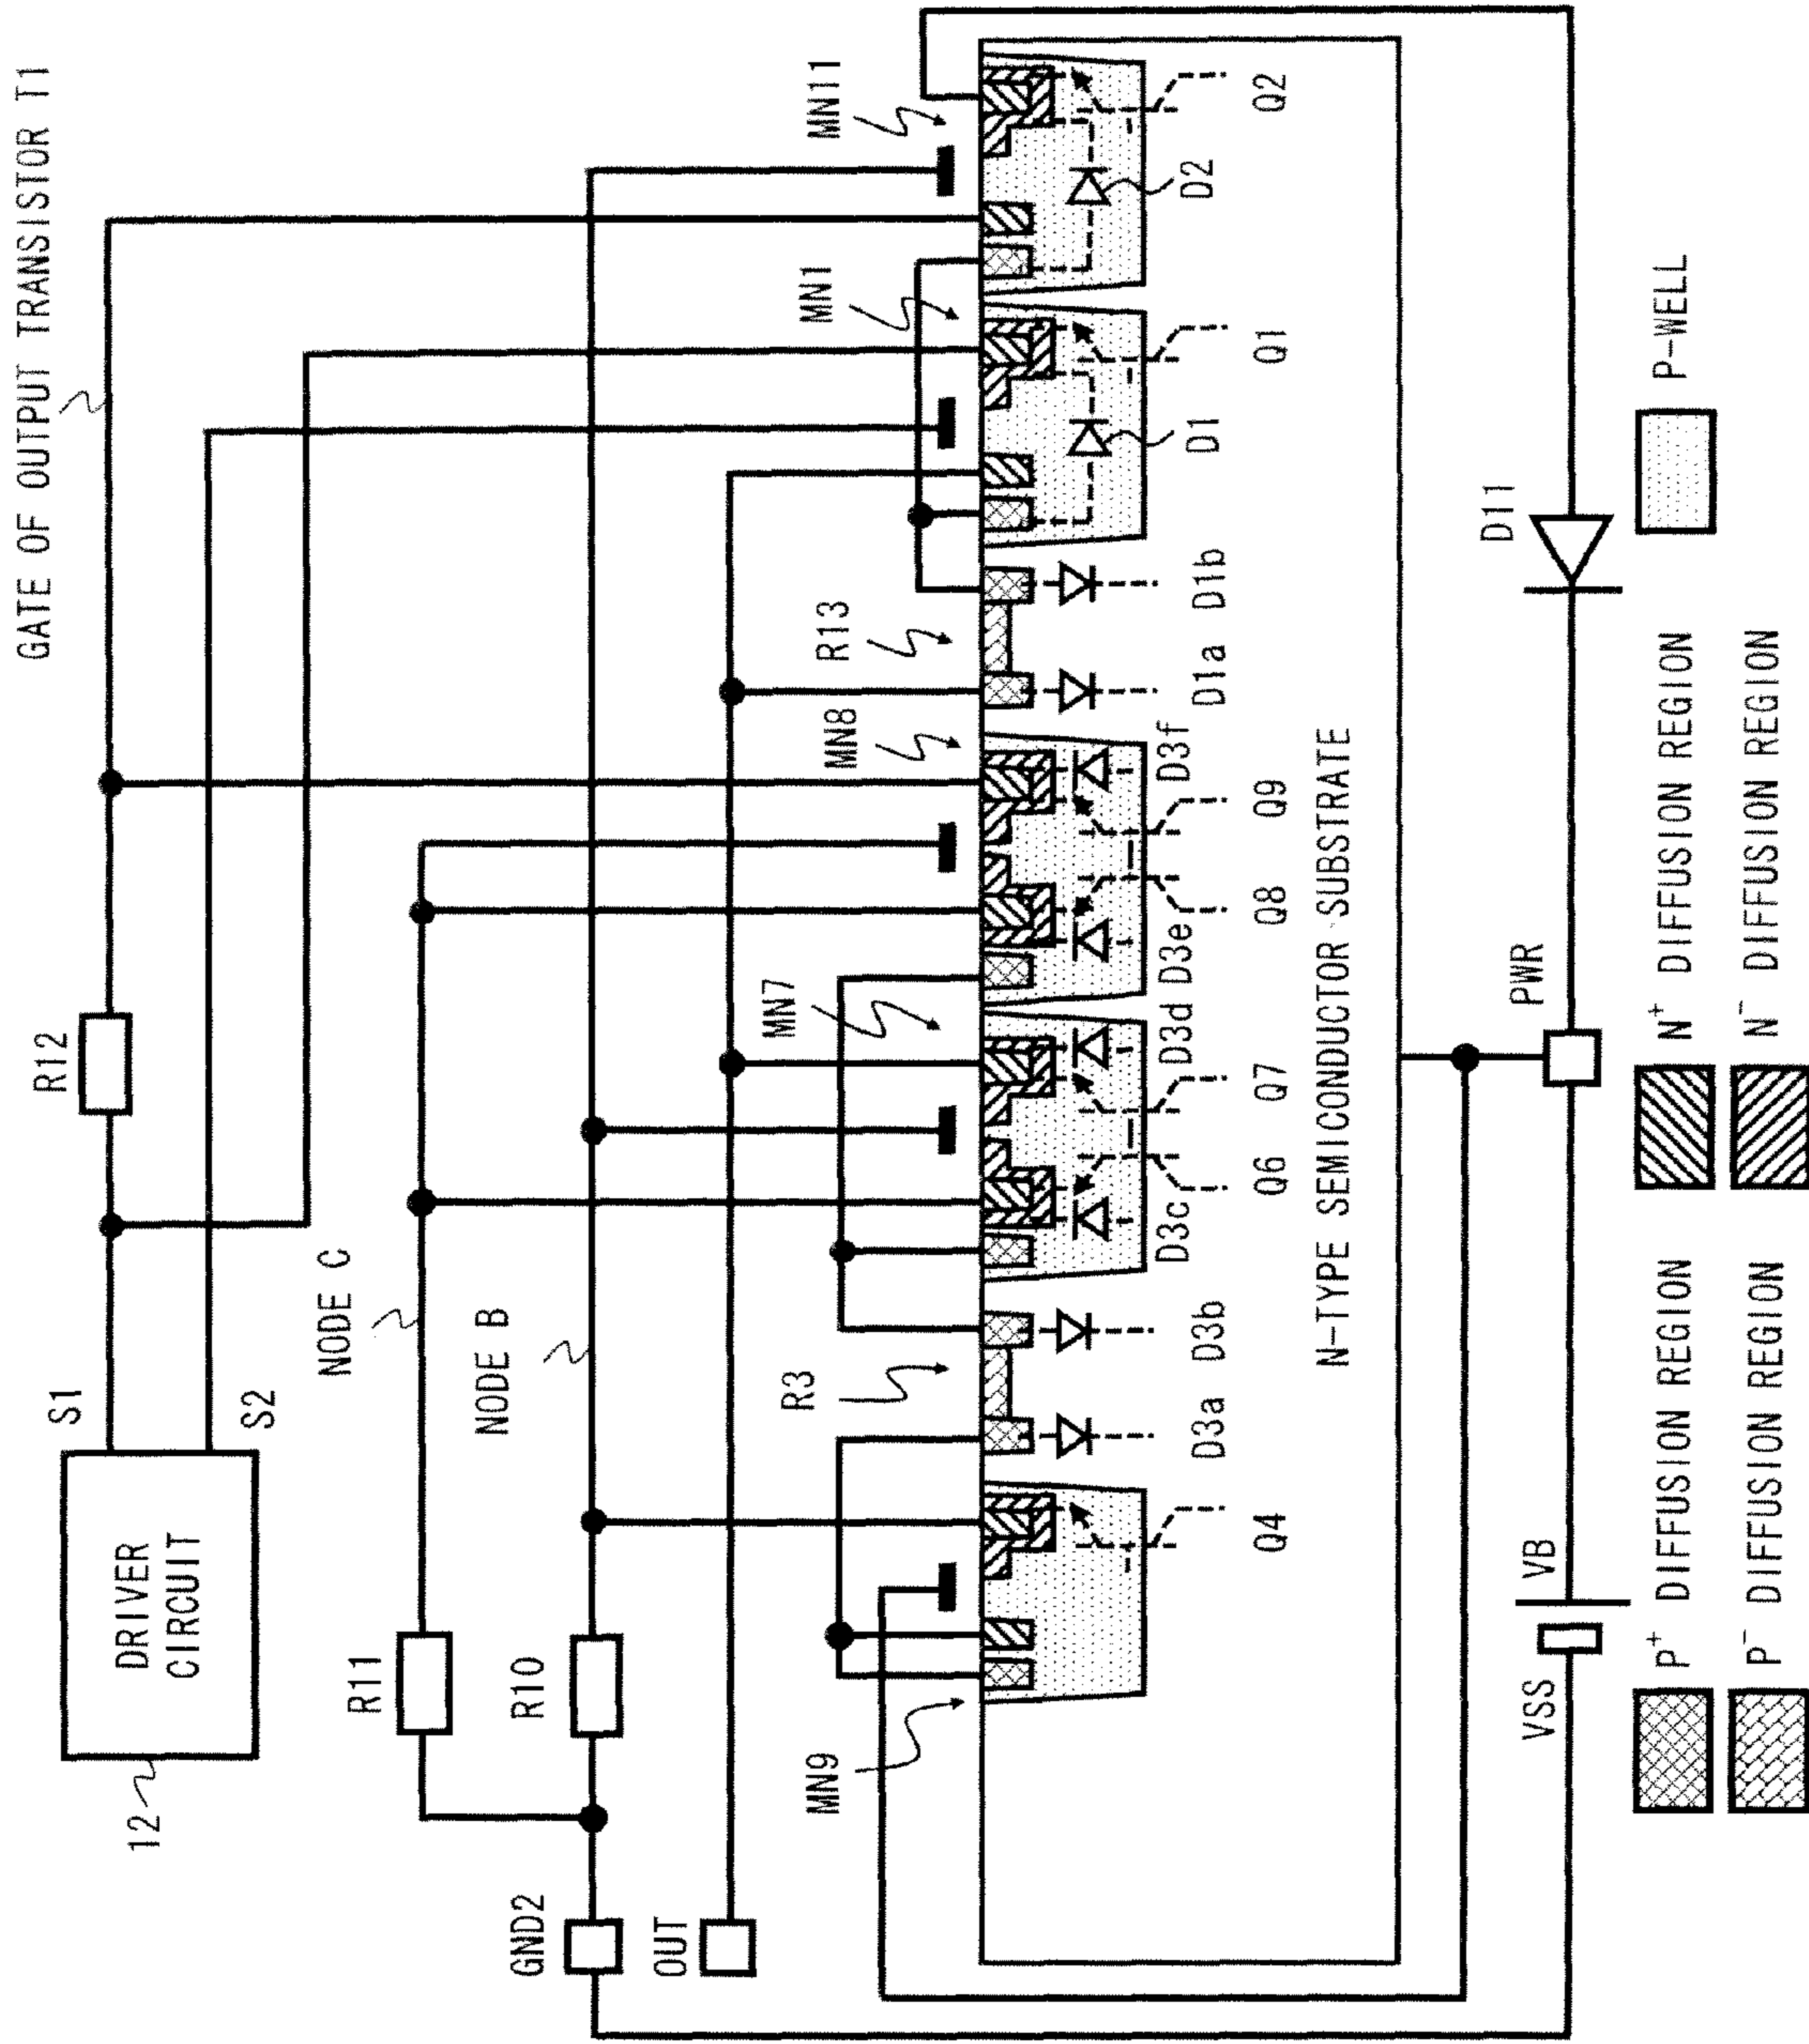 GATE OF OUTPUT TRANSISTOR T1
12
DRIVER
CIRCUIT
S1
S2
R12
R11
NODE C
R10
NODE B
GND2
OUT
MN9
R3
MN7
MN8
R13
MN1
MN11
Q4
D3a
D3b
D3c
Q6
Q7
D3d
D3e
Q8
Q9
D3f
D1a
D1b
D1
Q1
D2
Q2
N-TYPE SEMICONDUCTOR SUBSTRATE
VSS
VB
PWR
D11
P+ DIFFUSION REGION
N+ DIFFUSION REGION
P-WELL
P- DIFFUSION REGION
N- DIFFUSION REGION